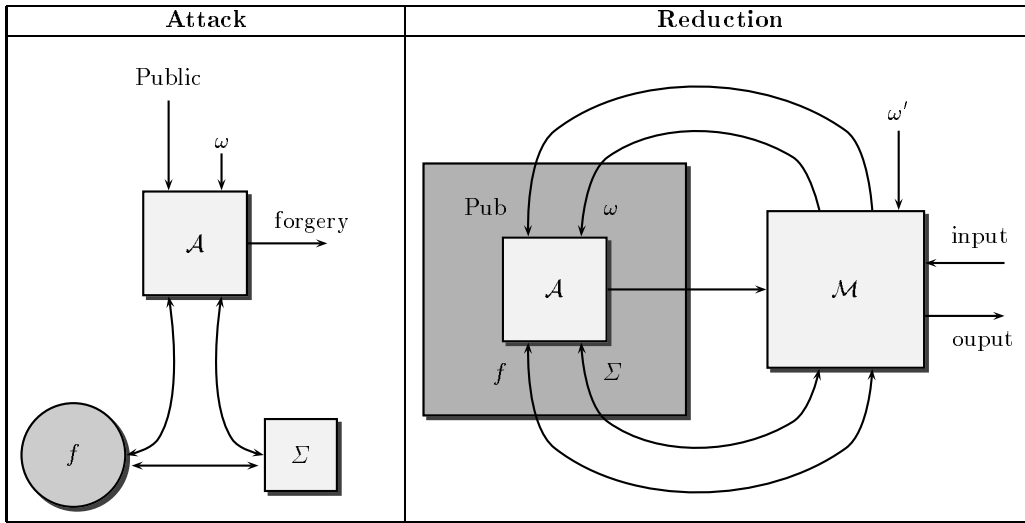 Attack
Public
ω
𝒜
forgery
f
Σ
Reduction
ω′
Pub
ω
𝒜
ℳ
input
ouput
f
Σ